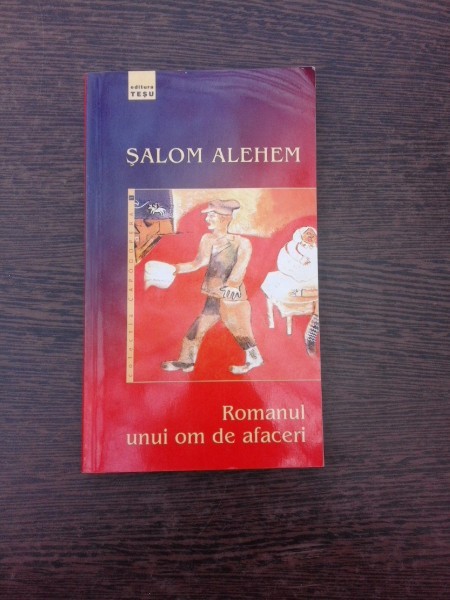 editura
TEŞU
ŞALOM ALEHEM
Romanul
unui om de afaceri